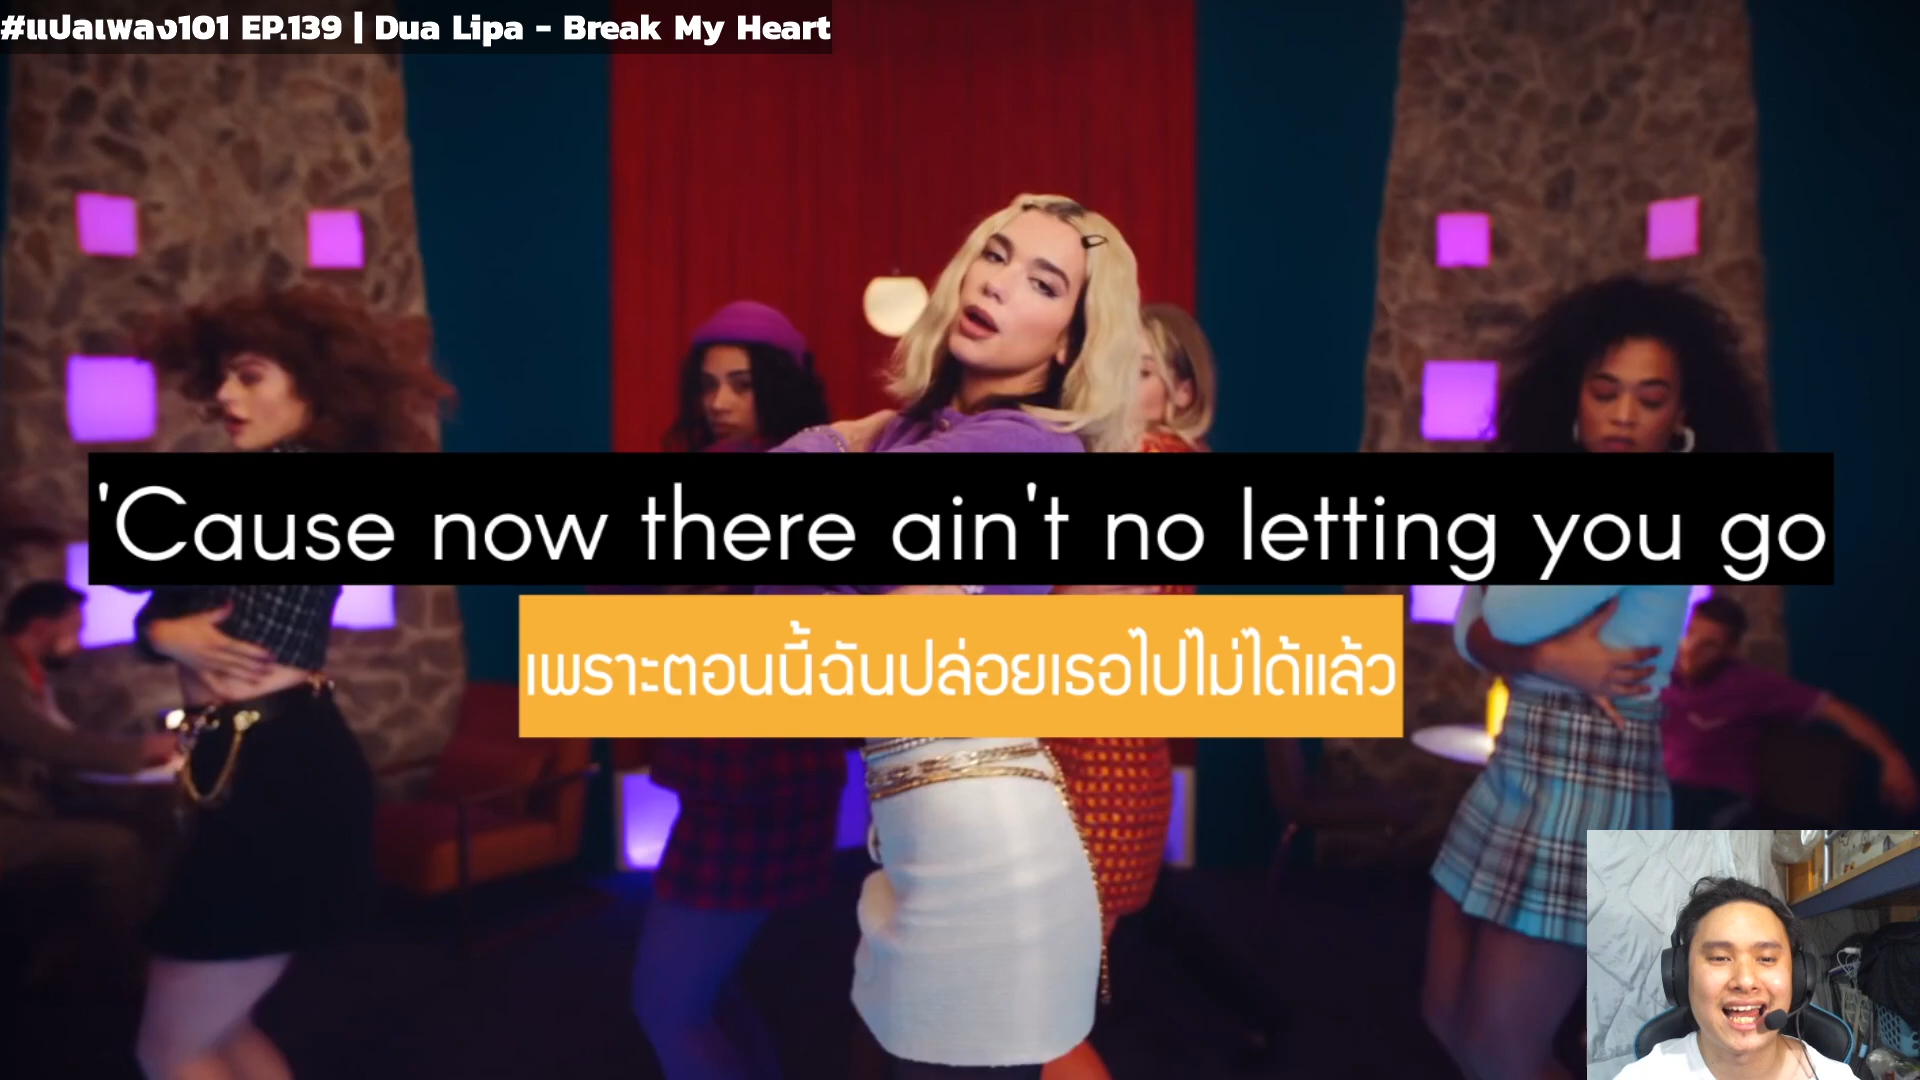 #แปลเพลง101 EP.139 | Dua Lipa - Break My Heart
'Cause now there ain't no letting you go
เพราะตอนนี้ฉันปล่อยเธอไปไม่ได้แล้ว